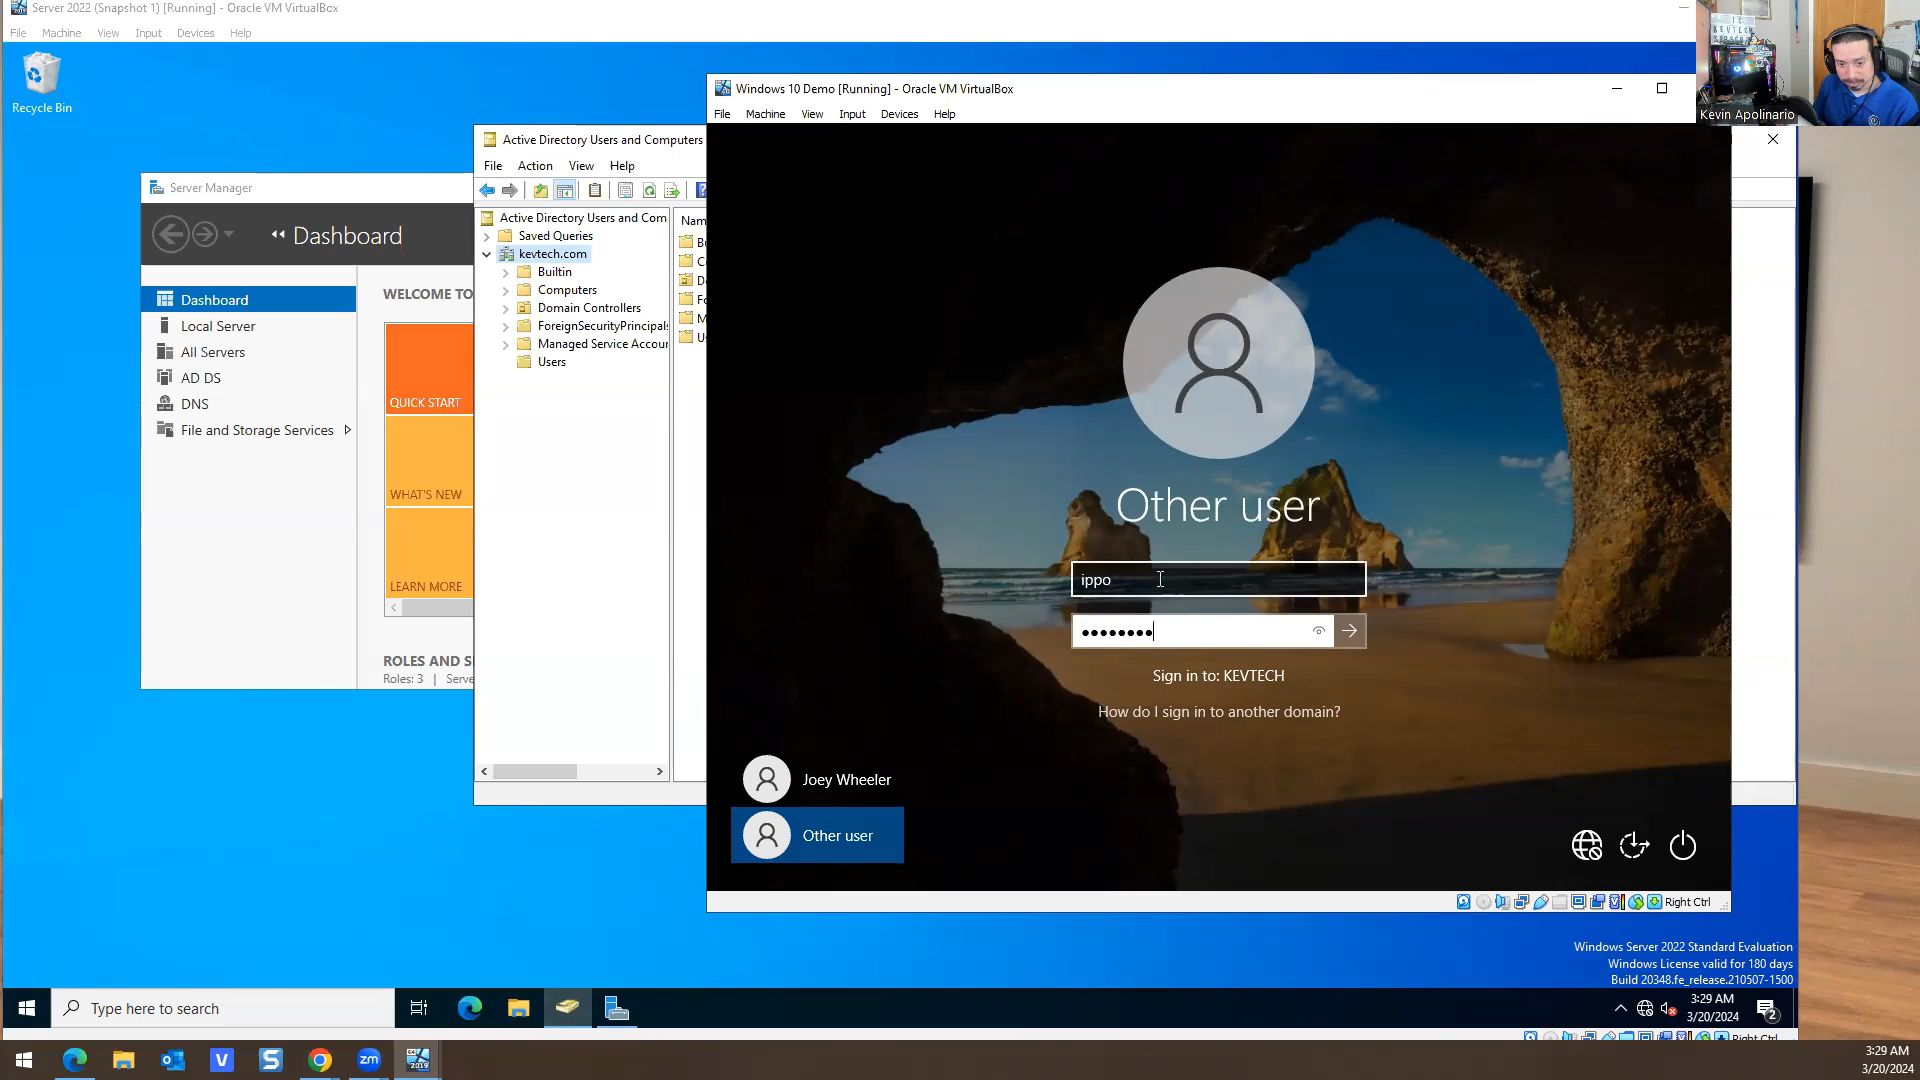 Server 2022 (Snapshot 1) [Running] - Oracle VM VirtualBox
File Machine View Input Devices Help
Recycle Bin
Kevin Apolinario
Windows 10 Demo [Running] - Oracle VM VirtualBox
File Machine View Input Devices Help
Active Directory Users and Computers
File Action View Help
Active Directory Users and Com
Saved Queries
kevtech.com
Builtin
Computers
Domain Controllers
ForeignSecurityPrincipals
Managed Service Accour
Users
Nam
Server Manager
Dashboard
Dashboard
Local Server
All Servers
AD DS
DNS
File and Storage Services
WELCOME TO
QUICK START
WHAT'S NEW
LEARN MORE
ROLES AND S
Roles: 3 | Serve
Other user
ippo
Sign in to: KEVTECH
How do I sign in to another domain?
Joey Wheeler
Other user
Right Ctrl
Windows Server 2022 Standard Evaluation
Windows License valid for 180 days
Build 20348.fe_release.210507-1500
Type here to search
3:29 AM
3/20/2024
2
Right Ctrl
3:29 AM
3/20/2024